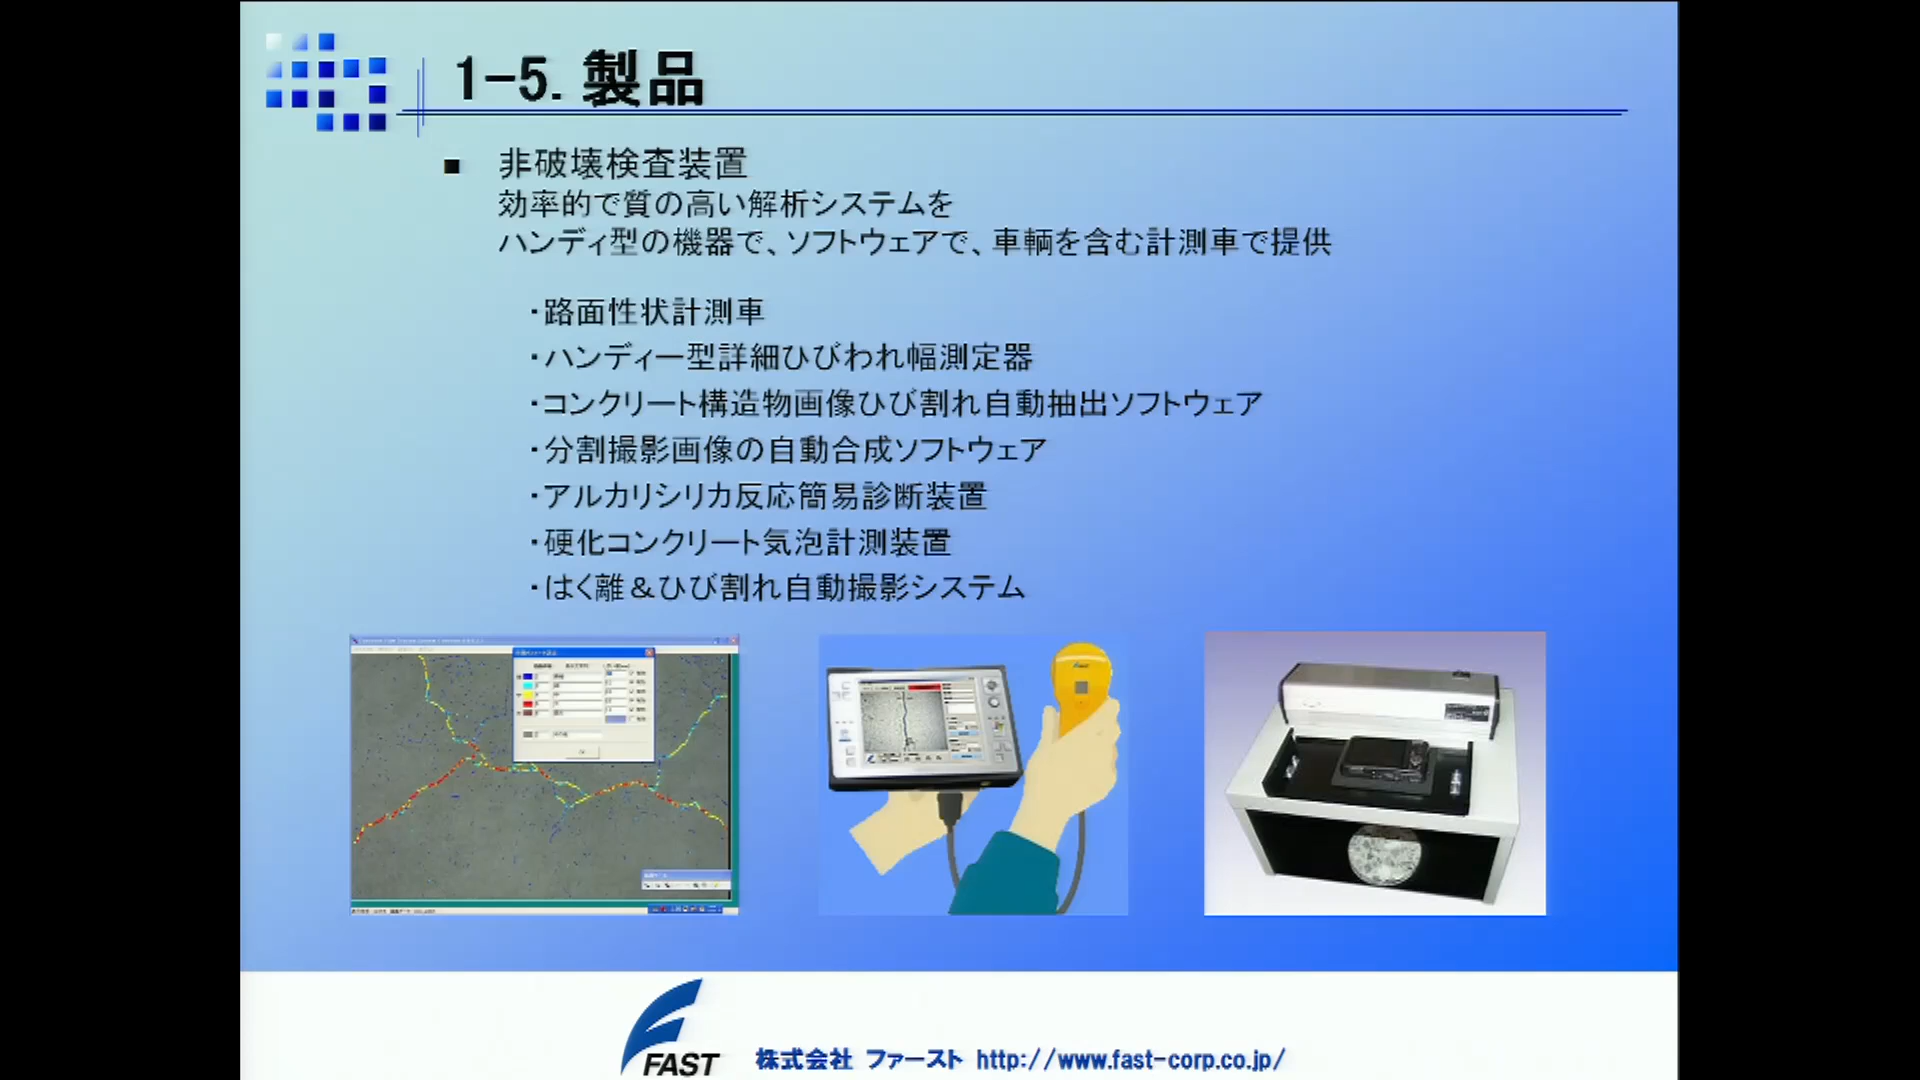 1-5. 製品
■ 非破壊検査装置
効率的で質の高い解析システムを
ハンディ型の機器で、ソフトウェアで、車輌を含む計測車で提供
・路面性状計測車
・ハンディー型詳細ひびわれ幅測定器
・コンクリート構造物画像ひび割れ自動抽出ソフトウェア
・分割撮影画像の自動合成ソフトウェア
・アルカリシリカ反応簡易診断装置
・硬化コンクリート気泡計測装置
・はく離＆ひび割れ自動撮影システム
FAST
株式会社 ファースト http://www.fast-corp.co.jp/